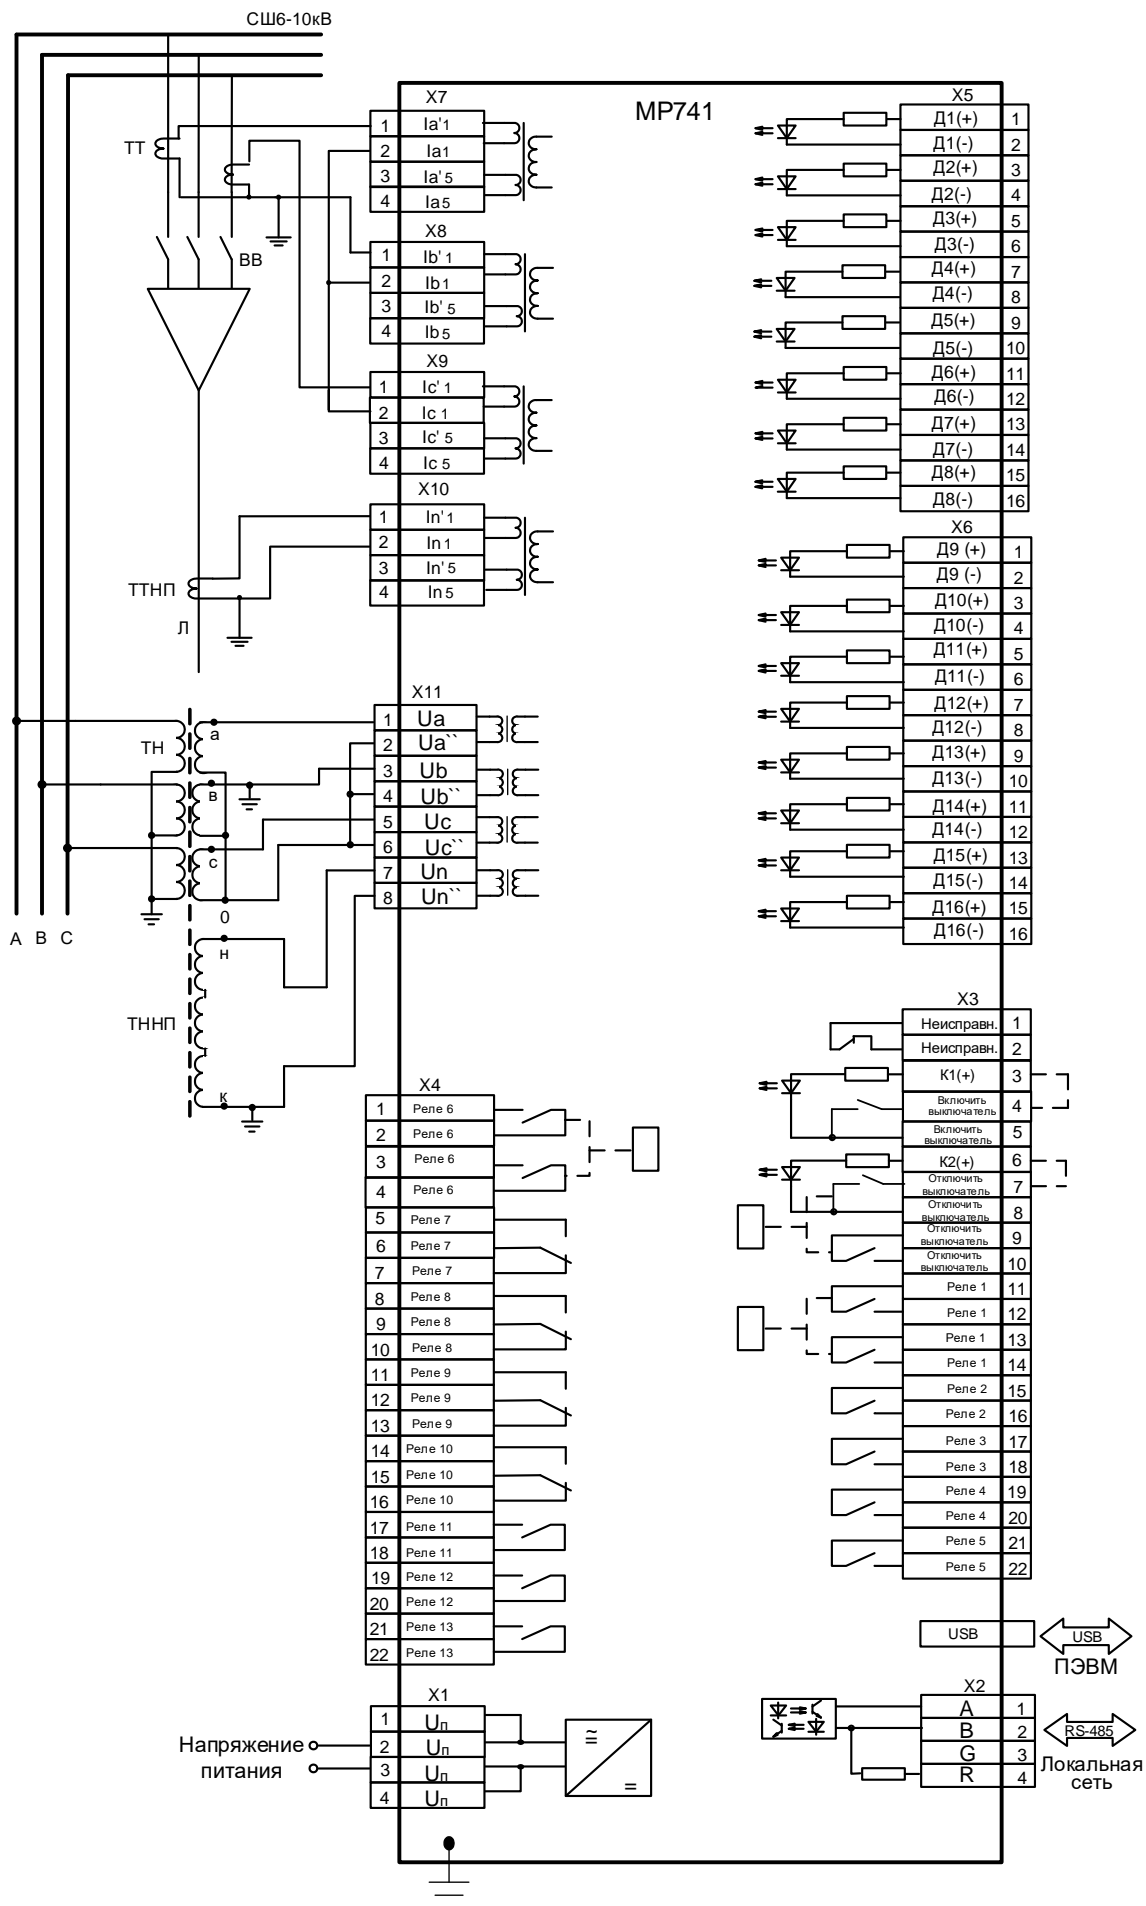 СШ6-10кВ
МР741
ТТ
ВВ
ТТНП
Л
ТН
а
в
с
0
А В С
н
ТННП
к
X7
1 Ia'1
2 Ia1
3 Ia'5
4 Ia5
X8
1 Ib'1
2 Ib1
3 Ib'5
4 Ib5
X9
1 Ic'1
2 Ic1
3 Ic'5
4 Ic5
X10
1 In'1
2 In1
3 In'5
4 In5
X11
1 Ua
2 Ua``
3 Ub
4 Ub``
5 Uc
6 Uc``
7 Un
8 Un``
X4
1 Реле 6
2 Реле 6
3 Реле 6
4 Реле 6
5 Реле 7
6 Реле 7
7 Реле 7
8 Реле 8
9 Реле 8
10 Реле 8
11 Реле 9
12 Реле 9
13 Реле 9
14 Реле 10
15 Реле 10
16 Реле 10
17 Реле 11
18 Реле 11
19 Реле 12
20 Реле 12
21 Реле 13
22 Реле 13
X1
1 Uп
2 Uп
3 Uп
4 Uп
Напряжение
питания
X5
Д1(+) 1
Д1(-) 2
Д2(+) 3
Д2(-) 4
Д3(+) 5
Д3(-) 6
Д4(+) 7
Д4(-) 8
Д5(+) 9
Д5(-) 10
Д6(+) 11
Д6(-) 12
Д7(+) 13
Д7(-) 14
Д8(+) 15
Д8(-) 16
X6
Д9 (+) 1
Д9 (-) 2
Д10(+) 3
Д10(-) 4
Д11(+) 5
Д11(-) 6
Д12(+) 7
Д12(-) 8
Д13(+) 9
Д13(-) 10
Д14(+) 11
Д14(-) 12
Д15(+) 13
Д15(-) 14
Д16(+) 15
Д16(-) 16
X3
Неисправн. 1
Неисправн. 2
К1(+) 3
Включить
выключатель 4
Включить
выключатель 5
К2(+) 6
Отключить
выключатель 7
Отключить
выключатель 8
Отключить
выключатель 9
Отключить
выключатель 10
Реле 1 11
Реле 1 12
Реле 1 13
Реле 1 14
Реле 2 15
Реле 2 16
Реле 3 17
Реле 3 18
Реле 4 19
Реле 4 20
Реле 5 21
Реле 5 22
USB
USB
ПЭВМ
X2
A 1
B 2
G 3
R 4
RS-485
Локальная
сеть